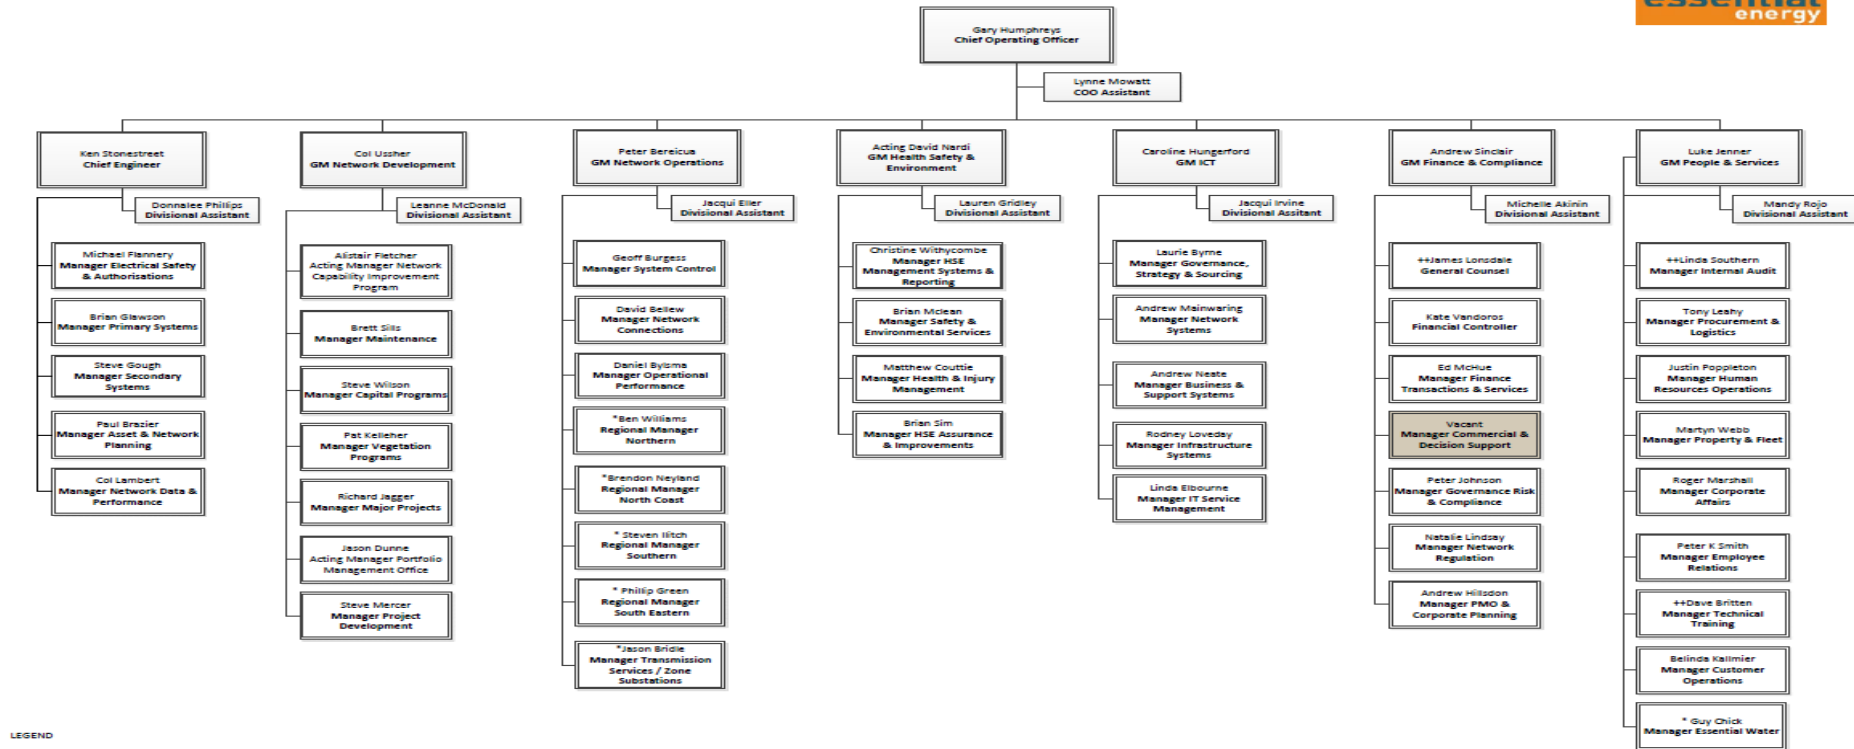 essential
energy
Gary Humphreys
Chief Operating Officer
Lynne Mowatt
COO Assistant
Ken Stonestreet
Chief Engineer
Donnalee Phillips
Divisional Assistant
Michael Flannery
Manager Electrical Safety
& Authorisations
Brian Glawson
Manager Primary Systems
Steve Gough
Manager Secondary
Systems
Paul Brazier
Manager Asset & Network
Planning
Col Lambert
Manager Network Data &
Performance
Col Ussher
GM Network Development
Leanne McDonald
Divisional Assistant
Alistair Fletcher
Acting Manager Network
Capability Improvement
Program
Brett Sills
Manager Maintenance
Steve Wilson
Manager Capital Programs
Pat Kelleher
Manager Vegetation
Programs
Richard Jagger
Manager Major Projects
Jason Dunne
Acting Manager Portfolio
Management Office
Steve Mercer
Manager Project
Development
Peter Bereicua
GM Network Operations
Jacqui Eller
Divisional Assistant
Geoff Burgess
Manager System Control
David Bellew
Manager Network
Connections
Daniel Bylsma
Manager Operational
Performance
*Ben Williams
Regional Manager
Northern
*Brendon Neyland
Regional Manager
North Coast
* Steven Ilitch
Regional Manager
Southern
* Phillip Green
Regional Manager
South Eastern
*Jason Bridle
Manager Transmission
Services / Zone
Substations
Acting David Nardi
GM Health Safety &
Environment
Lauren Gridley
Divisional Assistant
Christine Withycombe
Manager HSE
Management Systems &
Reporting
Brian Mclean
Manager Safety &
Environmental Services
Matthew Couttie
Manager Health & Injury
Management
Brian Sim
Manager HSE Assurance
& Improvements
Caroline Hungerford
GM ICT
Jacqui Irvine
Divisional Assitant
Laurie Byrne
Manager Governance,
Strategy & Sourcing
Andrew Mainwaring
Manager Network
Systems
Andrew Neate
Manager Business &
Support Systems
Rodney Loveday
Manager Infrastructure
Systems
Linda Elbourne
Manager IT Service
Management
Andrew Sinclair
GM Finance & Compliance
Michelle Akinin
Divisional Assistant
++James Lonsdale
General Counsel
Kate Vandoros
Financial Controller
Ed McHue
Manager Finance
Transactions & Services
Vacant
Manager Commercial &
Decision Support
Peter Johnson
Manager Governance Risk
& Compliance
Natalie Lindsay
Manager Network
Regulation
Andrew Hillsdon
Manager PMO &
Corporate Planning
Luke Jenner
GM People & Services
Mandy Rojo
Divisional Assistant
++Linda Southern
Manager Internal Audit
Tony Leahy
Manager Procurement &
Logistics
Justin Poppleton
Manager Human
Resources Operations
Martyn Webb
Manager Property & Fleet
Roger Marshall
Manager Corporate
Affairs
Peter K Smith
Manager Employee
Relations
++Dave Britten
Manager Technical
Training
Belinda Kallmier
Manager Customer
Operations
* Guy Chick
Manager Essential Water
LEGEND